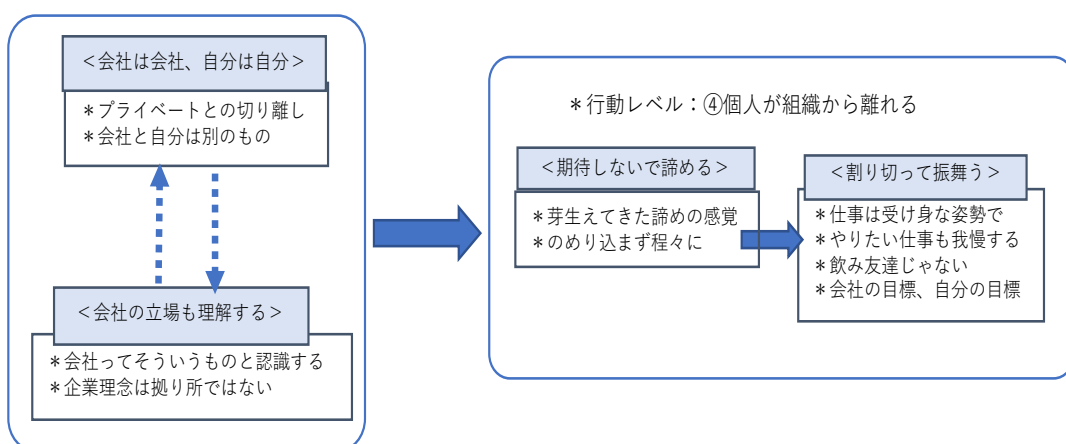 ＜会社は会社、自分は自分＞
＊プライベートとの切り離し
＊会社と自分は別のもの
＜会社の立場も理解する＞
＊会社ってそういうものと認識する
＊企業理念は拠り所ではない
＊行動レベル：④個人が組織から離れる
＜期待しないで諦める＞
＊芽生えてきた諦めの感覚
＊のめり込まず程々に
＜割り切って振舞う＞
＊仕事は受け身な姿勢で
＊やりたい仕事も我慢する
＊飲み友達じゃない
＊会社の目標、自分の目標